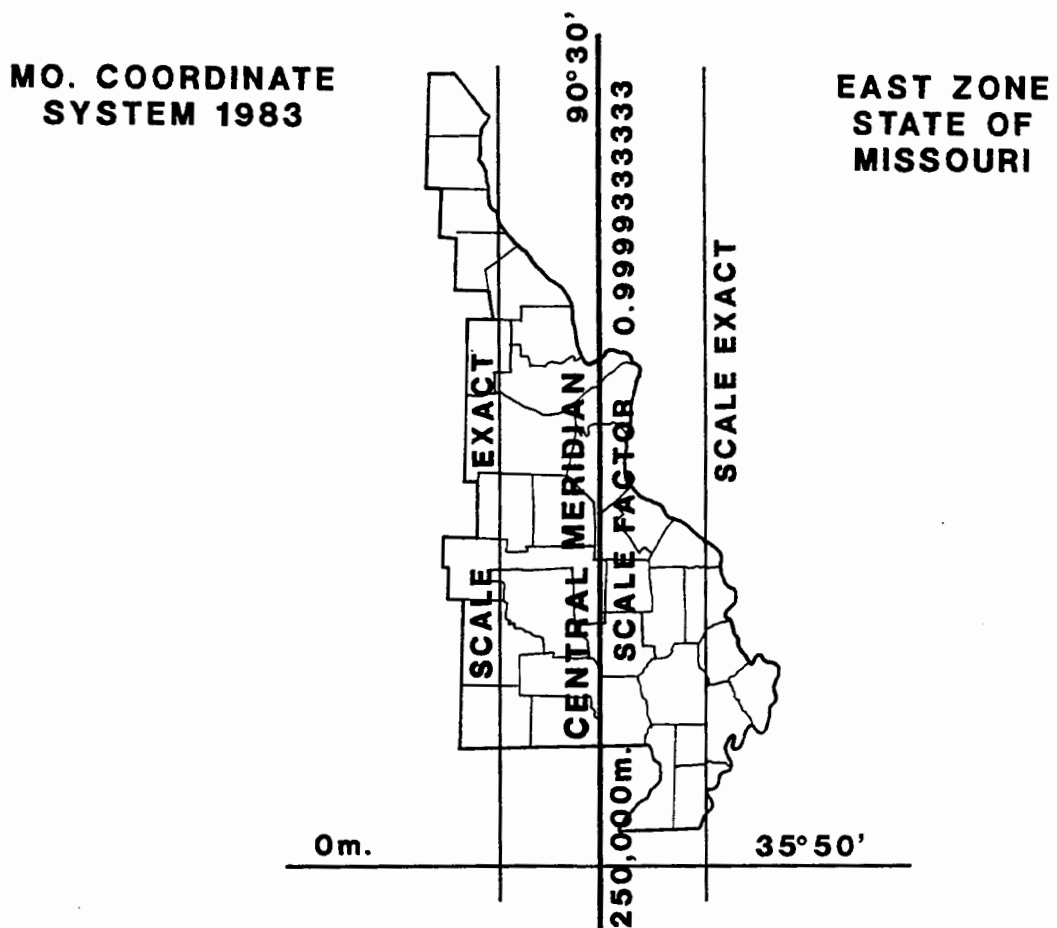 MO. COORDINATE
SYSTEM 1983
EAST ZONE
STATE OF
MISSOURI
90°30'
SCALE EXACT
CENTRAL MERIDIAN
SCALE FACTOR 0.9999333333
SCALE EXACT
0m.
250,000m.
35°50'